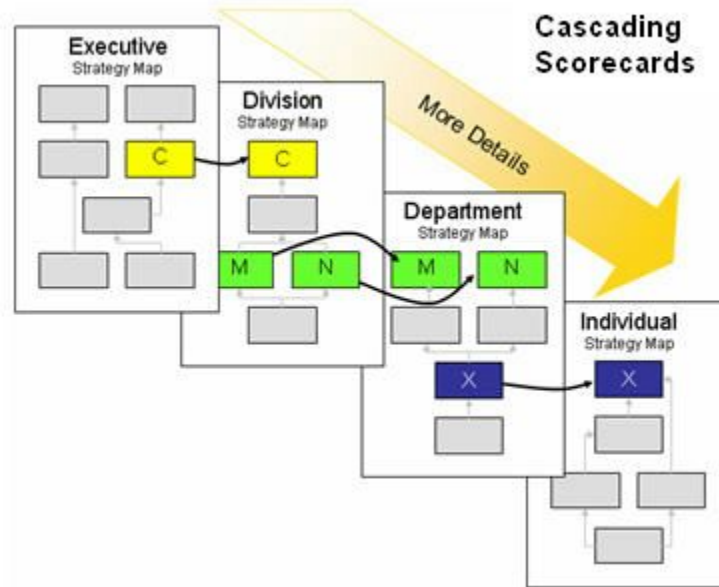 Cascading
Scorecards
More Details
Executive
Strategy Map
C
Division
Strategy Map
C
M
N
Department
Strategy Map
M
N
X
Individual
Strategy Map
X